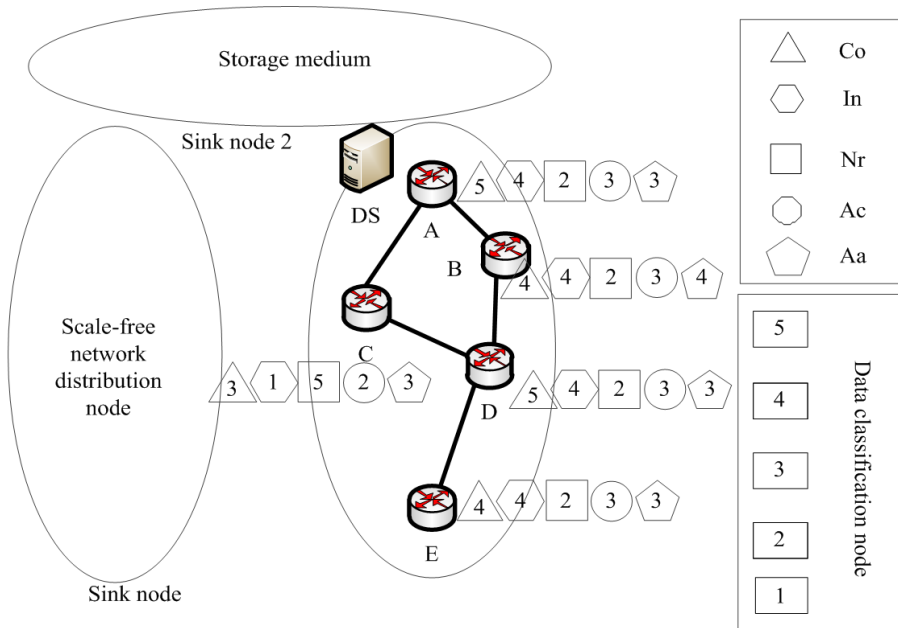 Storage medium
Sink node 2
DS
A
5 4 2 3 3
B
4 4 2 3 4
C
3 1 5 2 3
D
5 4 2 3 3
E
4 4 2 3 3
Scale-free
network
distribution
node
Sink node
Co
In
Nr
Ac
Aa
5
4
3
2
1
Data classification node